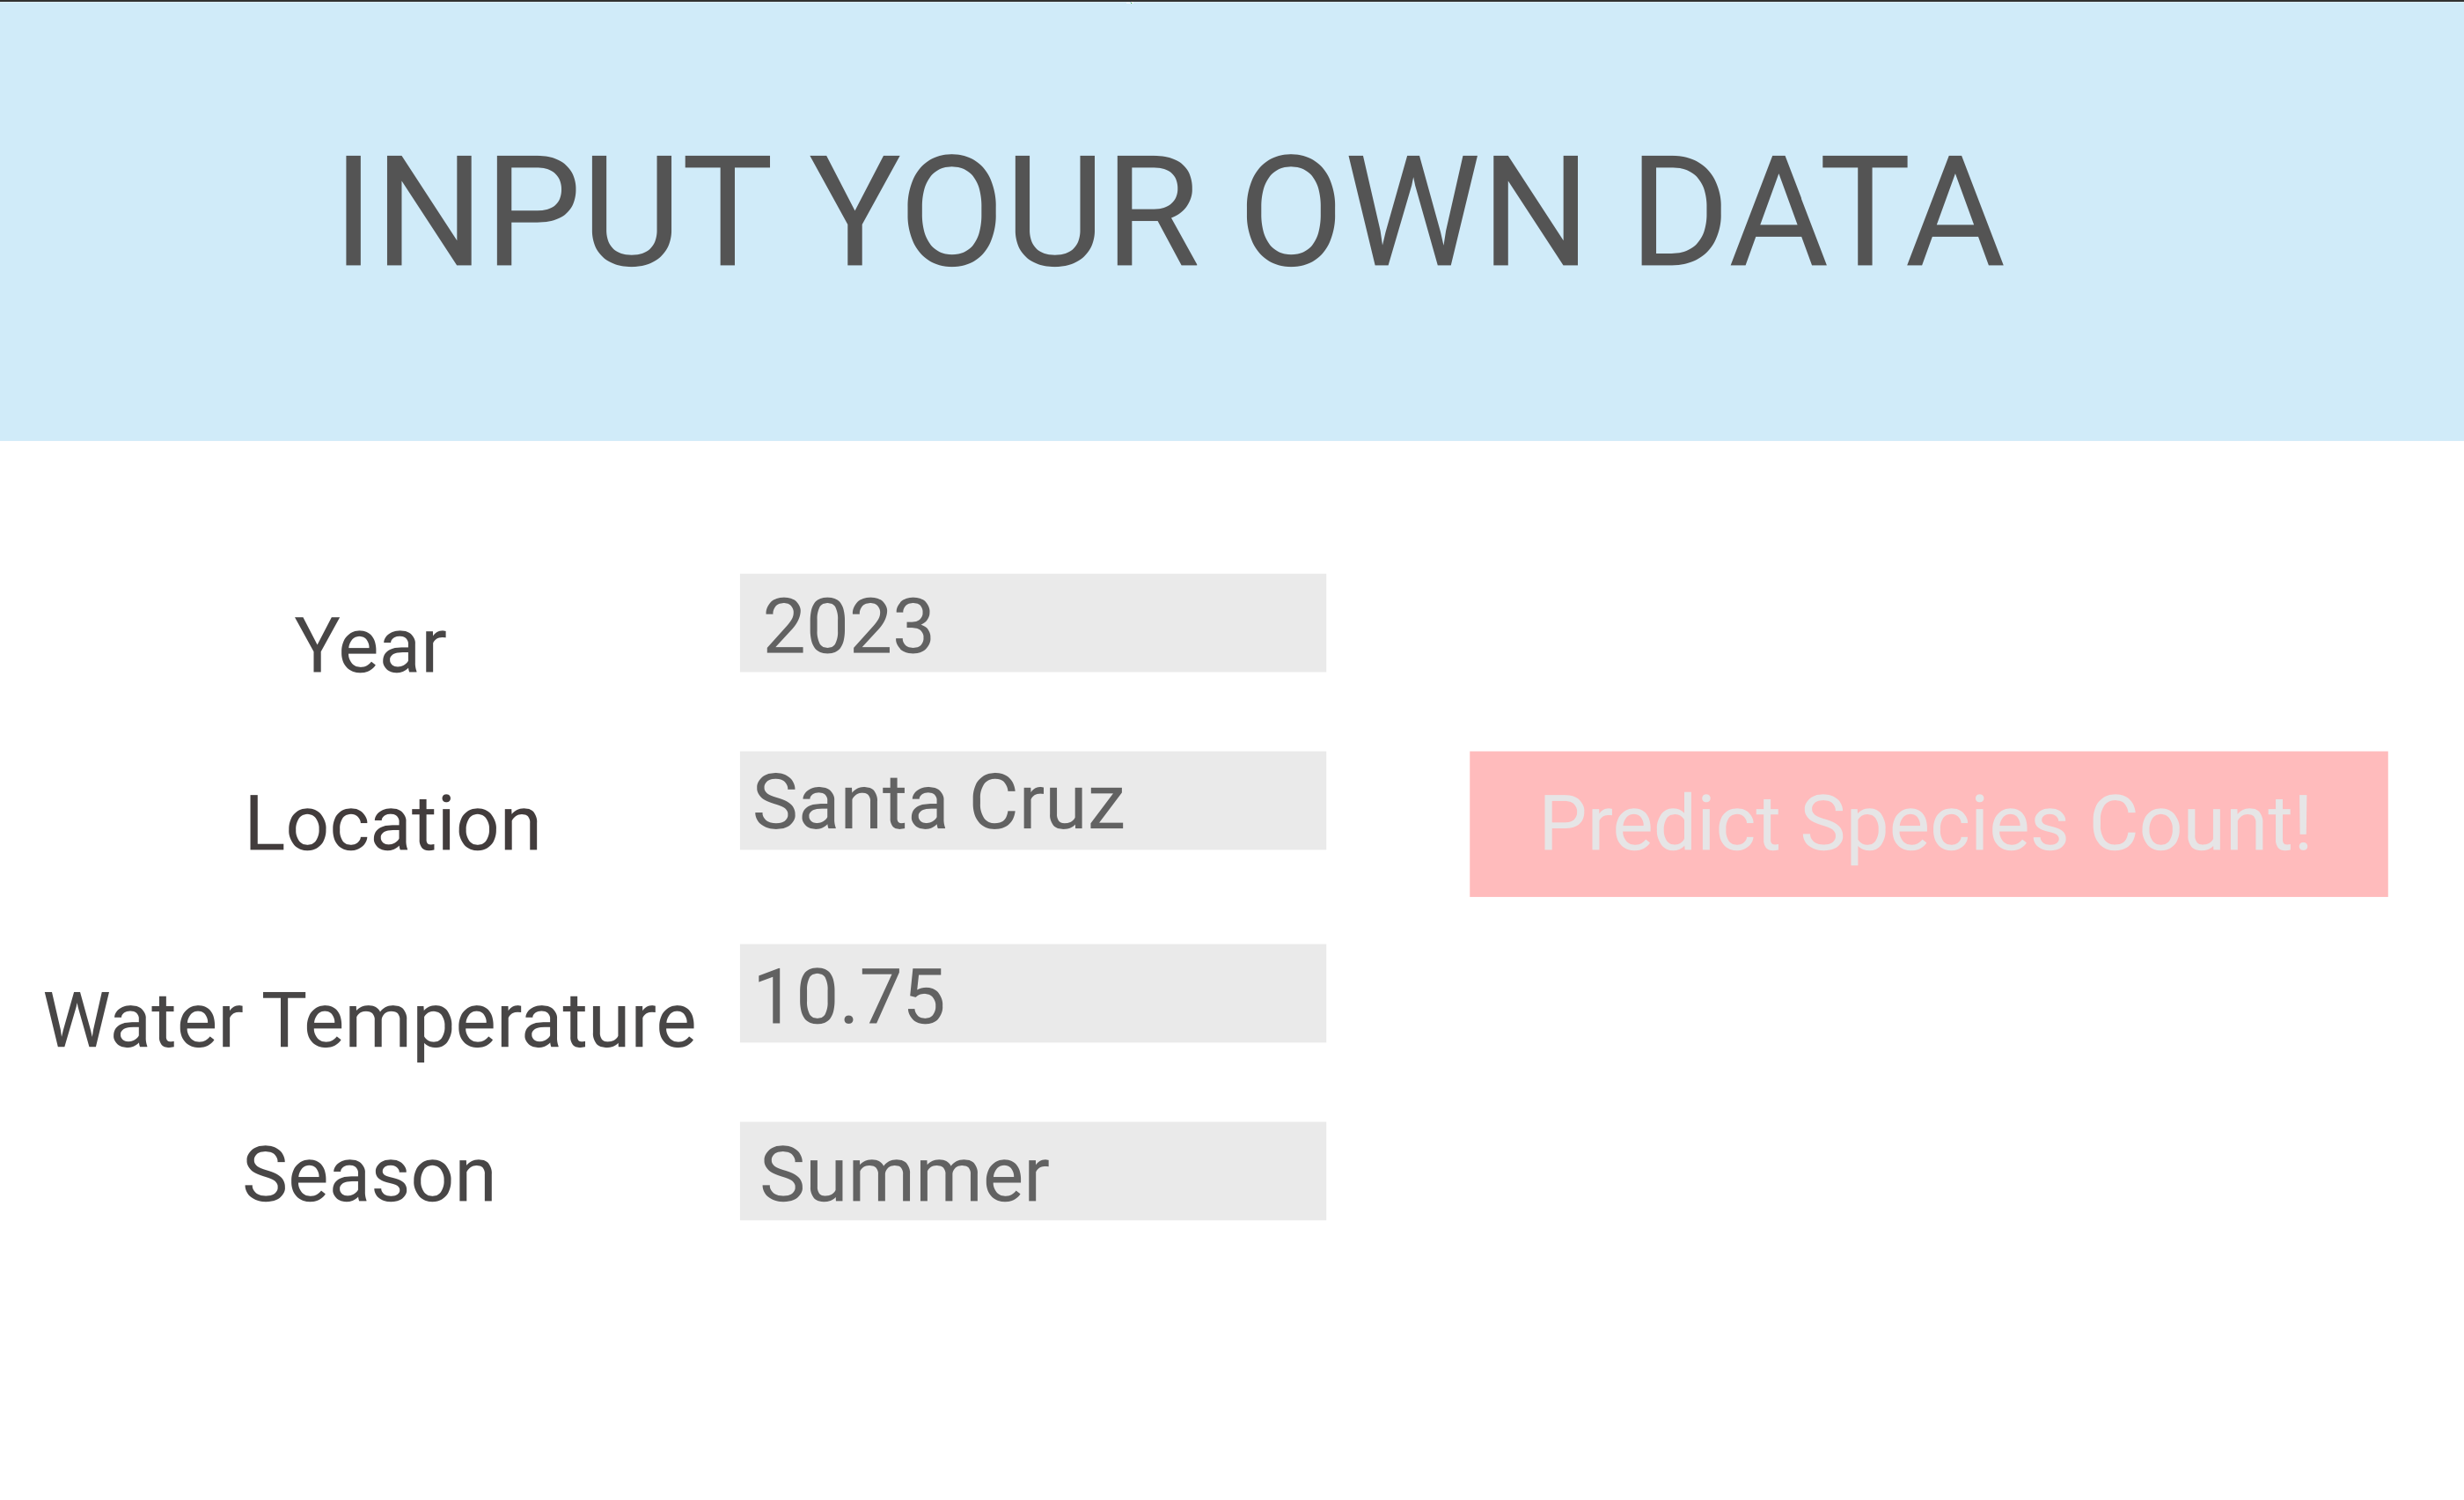 INPUT YOUR OWN DATA
Year
2023
Location
Santa Cruz
Predict Species Count!
Water Temperature
10.75
Season
Summer